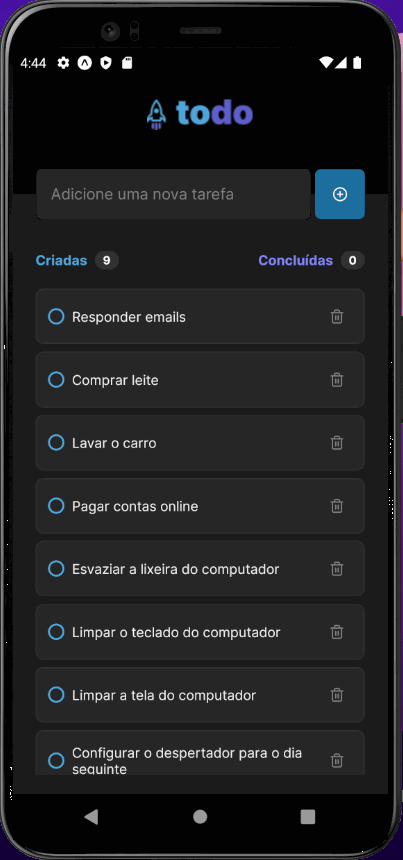 4:44
todo
Adicione uma nova tarefa
Criadas 9 Concluídas 0
Responder emails
Comprar leite
Lavar o carro
Pagar contas online
Esvaziar a lixeira do computador
Limpar o teclado do computador
Limpar a tela do computador
Configurar o despertador para o dia
seguinte